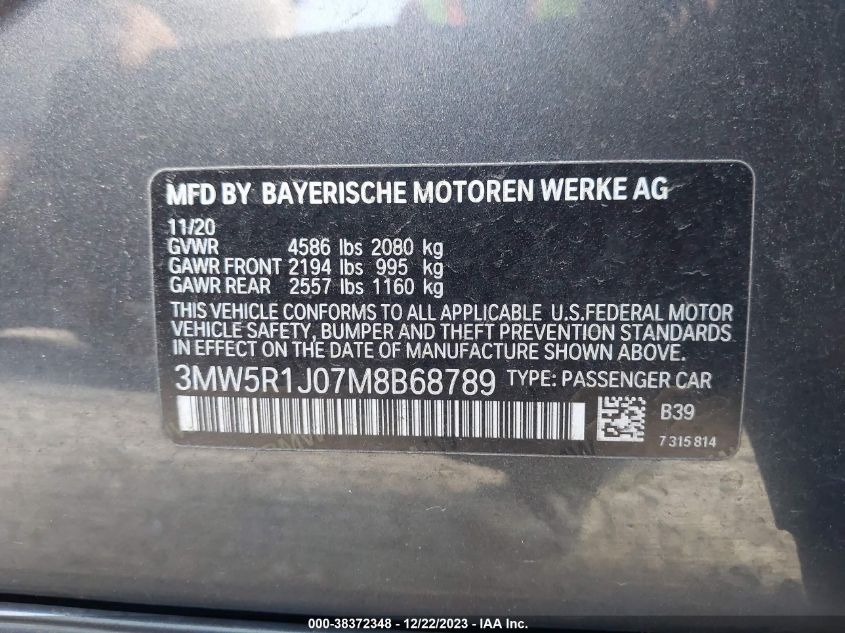 MFD BY BAYERISCHE MOTOREN WERKE AG
11/20
GVWR 4586 lbs 2080 kg
GAWR FRONT 2194 lbs 995 kg
GAWR REAR 2557 lbs 1160 kg
THIS VEHICLE CONFORMS TO ALL APPLICABLE U.S.FEDERAL MOTOR
VEHICLE SAFETY, BUMPER AND THEFT PREVENTION STANDARDS
IN EFFECT ON THE DATE OF MANUFACTURE SHOWN ABOVE.
3MW5R1J07M8B68789 TYPE: PASSENGER CAR
B39
7 315 814
000-38372348 - 12/22/2023 - IAA Inc.